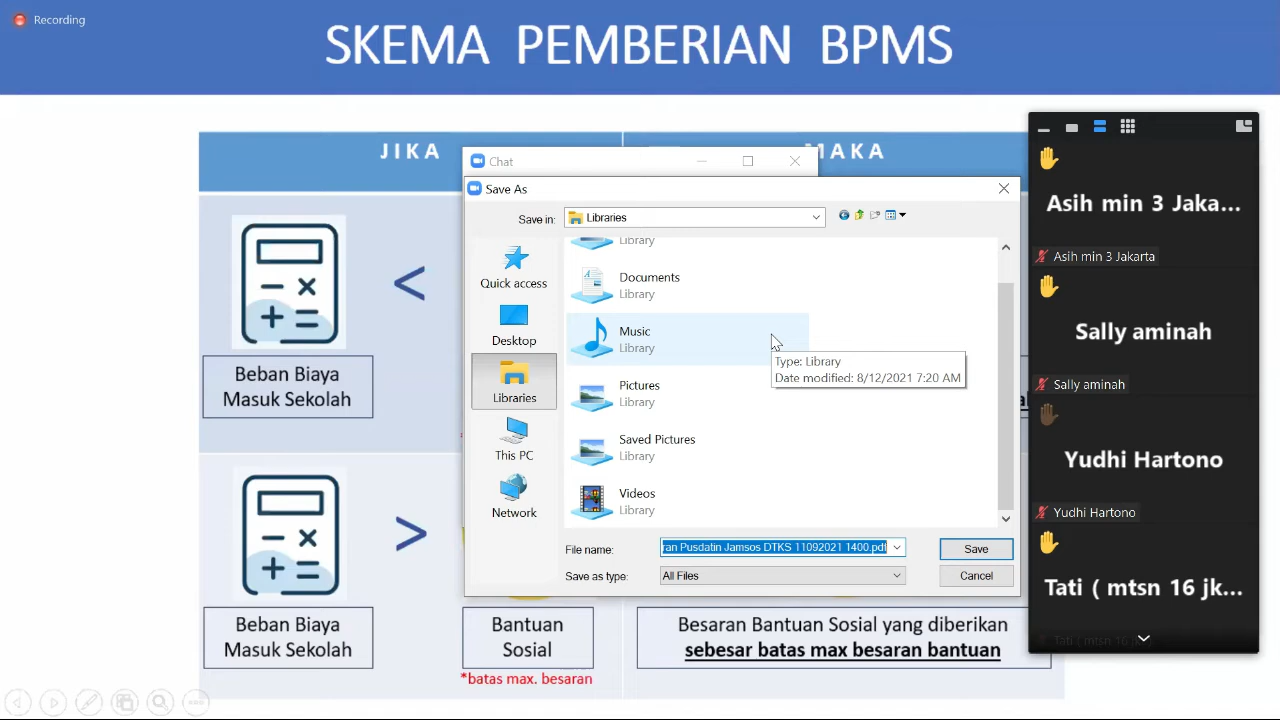 Recording
SKEMA PEMBERIAN BPMS
JIKA
MAKA
Beban Biaya
Masuk Sekolah
<
Beban Biaya
Masuk Sekolah
>
Bantuan
Sosial
*batas max. besaran
Besaran Bantuan Sosial yang diberikan
sebesar batas max besaran bantuan
Chat
Save As
Save in:
Libraries
Quick access
Desktop
Libraries
This PC
Network
Library
Documents
Library
Music
Library
Type: Library
Date modified: 8/12/2021 7:20 AM
Pictures
Library
Saved Pictures
Library
Videos
Library
File name:
ran Pusdatin Jamsos DTKS 11092021 1400.pdf
Save
Save as type:
All Files
Cancel
Asih min 3 Jaka...
Asih min 3 Jakarta
Sally aminah
Sally aminah
Yudhi Hartono
Yudhi Hartono
Tati ( mtsn 16 jk...
Tati ( mtsn 16 jk